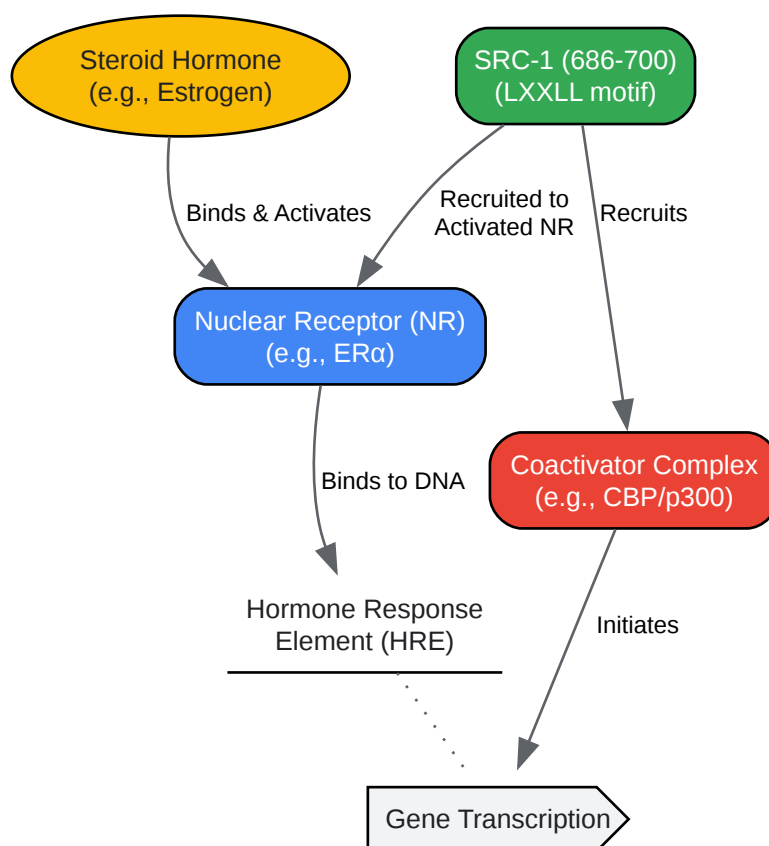 Steroid Hormone
(e.g., Estrogen)
SRC-1 (686-700)
(LXXLL motif)
Binds & Activates
Recruited to
Activated NR
Recruits
Nuclear Receptor (NR)
(e.g., ERα)
Binds to DNA
Coactivator Complex
(e.g., CBP/p300)
Hormone Response
Element (HRE)
Initiates
Gene Transcription